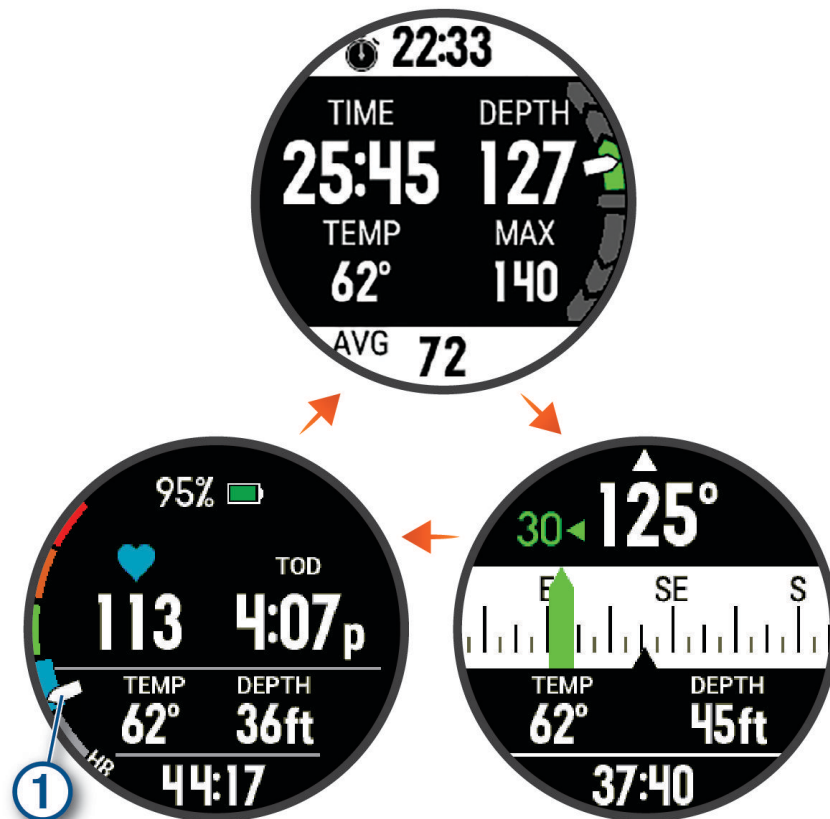 22:33
TIME DEPTH
25:45 127
TEMP MAX
62° 140
AVG 72
95%
TOD
113 4:07p
TEMP DEPTH
62° 36ft
HR
44:17
1
125°
30
E SE S
TEMP DEPTH
62° 45ft
37:40